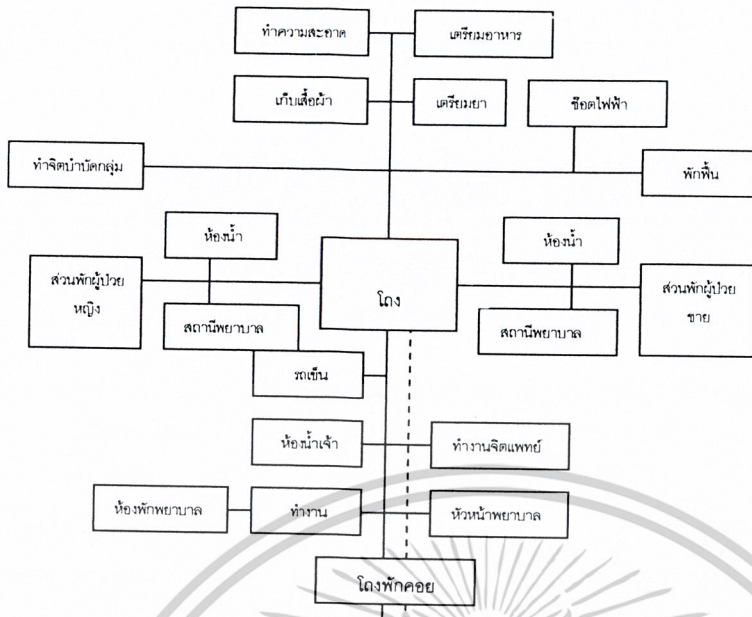 ทำความสะอาด
เตรียมอาหาร
เก็บเสื้อผ้า
เตรียมยา
ช๊อตไฟฟ้า
ทำจิตบำบัดกลุ่ม
พักฟื้น
ห้องน้ำ
ห้องน้ำ
ส่วนพักผู้ป่วย
หญิง
โถง
ส่วนพักผู้ป่วย
ชาย
สถานีพยาบาล
สถานีพยาบาล
รถเข็น
ห้องน้ำเจ้า
ทำงานจิตแพทย์
ห้องพักพยาบาล
ทำงาน
หัวหน้าพยาบาล
โถงพักคอย